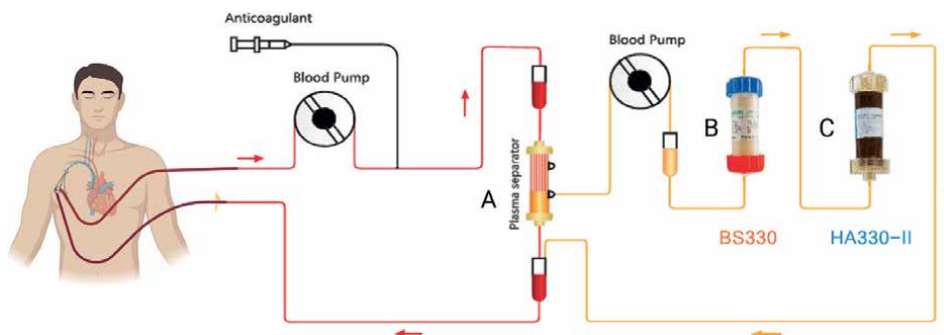 Anticoagulant
Blood Pump
Blood Pump
A
Plasma separator
B
C
BS330
HA330-II